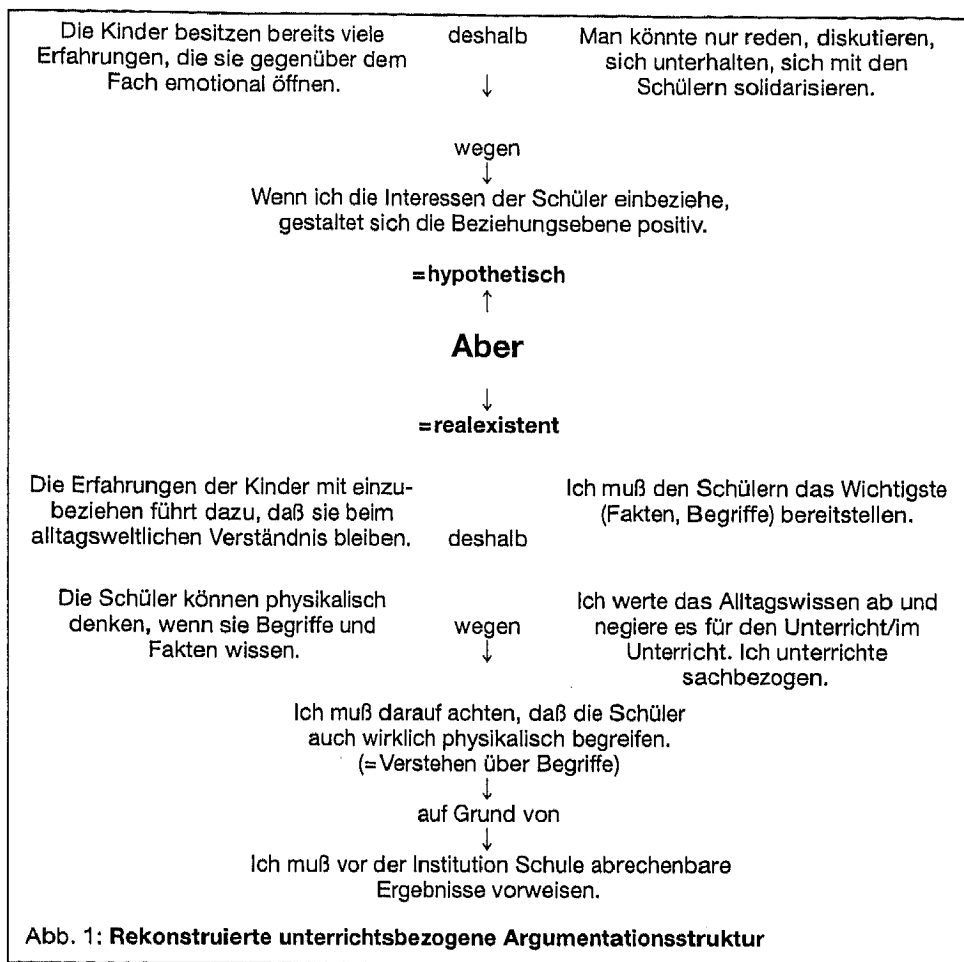 Die Kinder besitzen bereits viele deshalb Man könnte nur reden, diskutieren,
Erfahrungen, die sie gegenüber dem sich unterhalten, sich mit den
Fach emotional öffnen. ↓ Schülern solidarisieren.
wegen
↓
Wenn ich die Interessen der Schüler einbeziehe,
gestaltet sich die Beziehungsebene positiv.
=hypothetisch
↑
Aber
↓
=realexistent
Die Erfahrungen der Kinder mit einzu- Ich muß den Schülern das Wichtigste
beziehen führt dazu, daß sie beim (Fakten, Begriffe) bereitstellen.
alltagsweltlichen Verständnis bleiben. deshalb
Die Schüler können physikalisch Ich werte das Alltagswissen ab und
denken, wenn sie Begriffe und wegen negiere es für den Unterricht/im
Fakten wissen. ↓ Unterricht. Ich unterrichte
sachbezogen.
Ich muß darauf achten, daß die Schüler
auch wirklich physikalisch begreifen.
(=Verstehen über Begriffe)
↓
auf Grund von
↓
Ich muß vor der Institution Schule abrechenbare
Ergebnisse vorweisen.
Abb. 1: Rekonstruierte unterrichtsbezogene Argumentationsstruktur